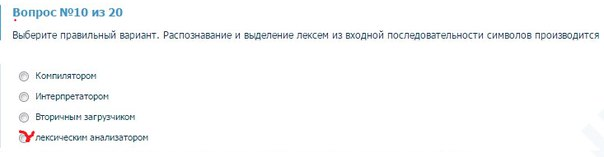 Вопрос №10 из 20
Выберите правильный вариант. Распознавание и выделение лексем из входной последовательности символов производится
Компилятором
Интерпретатором
Вторичным загрузчиком
лексическим анализатором